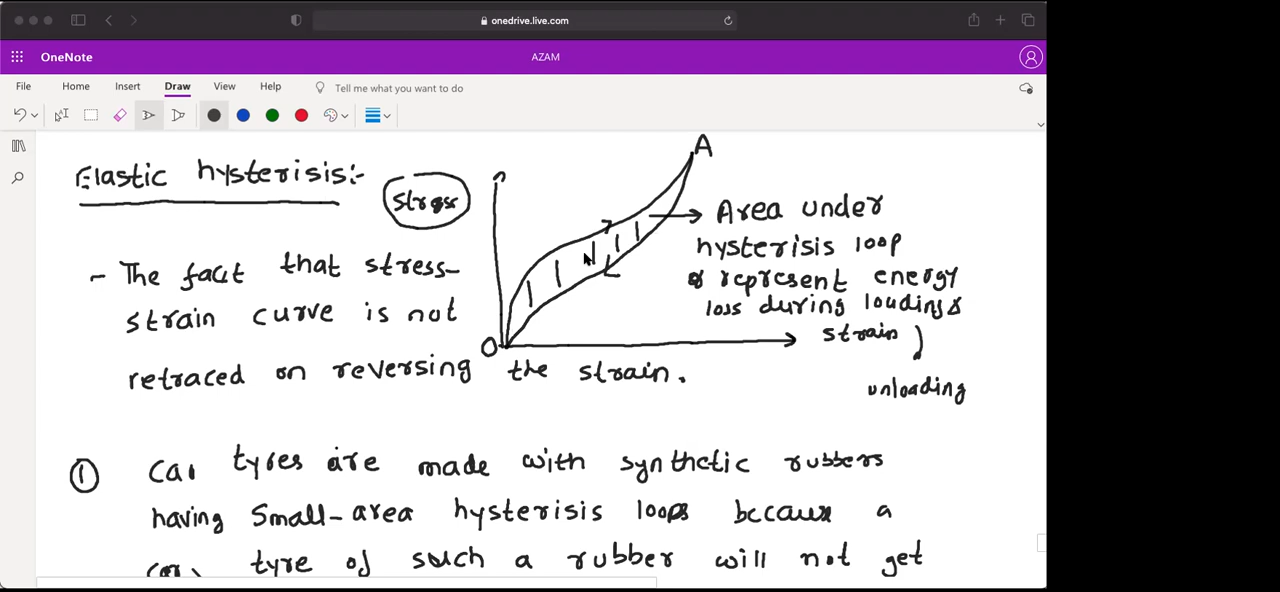 onedrive.live.com
OneNote
AZAM
File Home Insert Draw View Help Tell me what you want to do
Elastic hysterisis:-
stress
A
Area under
hysterisis loop
represent energy
loss during loading &
unloading
strain
O
- The fact that stress-
strain curve is not
retraced on reversing the strain.
① Car tyres are made with synthetic rubbers
having small-area hysterisis loops because a
car tyre of such a rubber will not get